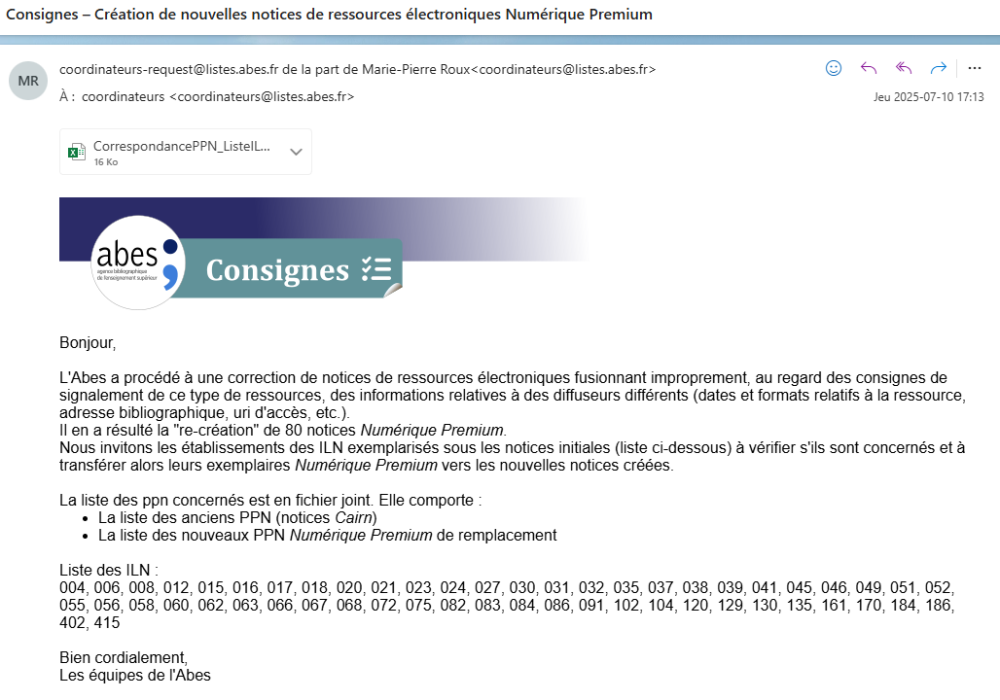 Consignes – Création de nouvelles notices de ressources électroniques Numérique Premium
MR
coordinateurs-request@listes.abes.fr de la part de Marie-Pierre Roux<coordinateurs@listes.abes.fr>
À : coordinateurs <coordinateurs@listes.abes.fr>
Jeu 2025-07-10 17:13
CorrespondancePPN_ListeIL...
16 Ko
abes
agence bibliographique
de l'enseignement supérieur
Consignes
Bonjour,
L'Abes a procédé à une correction de notices de ressources électroniques fusionnant improprement, au regard des consignes de
signalement de ce type de ressources, des informations relatives à des diffuseurs différents (dates et formats relatifs à la ressource,
adresse bibliographique, uri d'accès, etc.).
Il en a résulté la "re-création" de 80 notices Numérique Premium.
Nous invitons les établissements des ILN exemplarisés sous les notices initiales (liste ci-dessous) à vérifier s'ils sont concernés et à
transférer alors leurs exemplaires Numérique Premium vers les nouvelles notices créées.
La liste des ppn concernés est en fichier joint. Elle comporte :
• La liste des anciens PPN (notices Cairn)
• La liste des nouveaux PPN Numérique Premium de remplacement
Liste des ILN :
004, 006, 008, 012, 015, 016, 017, 018, 020, 021, 023, 024, 027, 030, 031, 032, 035, 037, 038, 039, 041, 045, 046, 049, 051, 052,
055, 056, 058, 060, 062, 063, 066, 067, 068, 072, 075, 082, 083, 084, 086, 091, 102, 104, 120, 129, 130, 135, 161, 170, 184, 186,
402, 415
Bien cordialement,
Les équipes de l'Abes